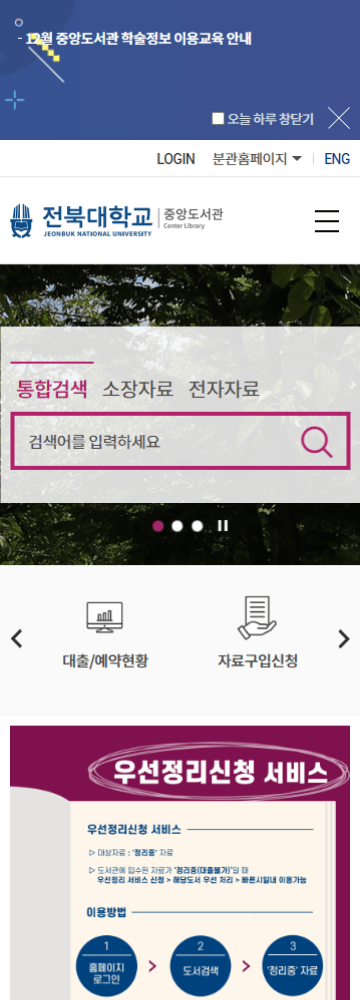 - 12월 중앙도서관 학술정보 이용교육 안내
오늘 하루 창닫기
LOGIN 분관홈페이지 ENG
전북대학교 중앙도서관
JEONBUK NATIONAL UNIVERSITY Center Library
통합검색 소장자료 전자자료
검색어를 입력하세요
대출/예약현황 자료구입신청
우선정리신청 서비스
우선정리신청 서비스
▷ 대상자료 : '정리중' 자료
▷ 도서관에 입수된 자료가 '정리중(대출불가)'일 때
우선정리 서비스 신청 > 해당도서 우선 처리 > 빠른시일내 이용가능
이용방법
1 2 3
홈페이지 로그인 도서검색 '정리중' 자료